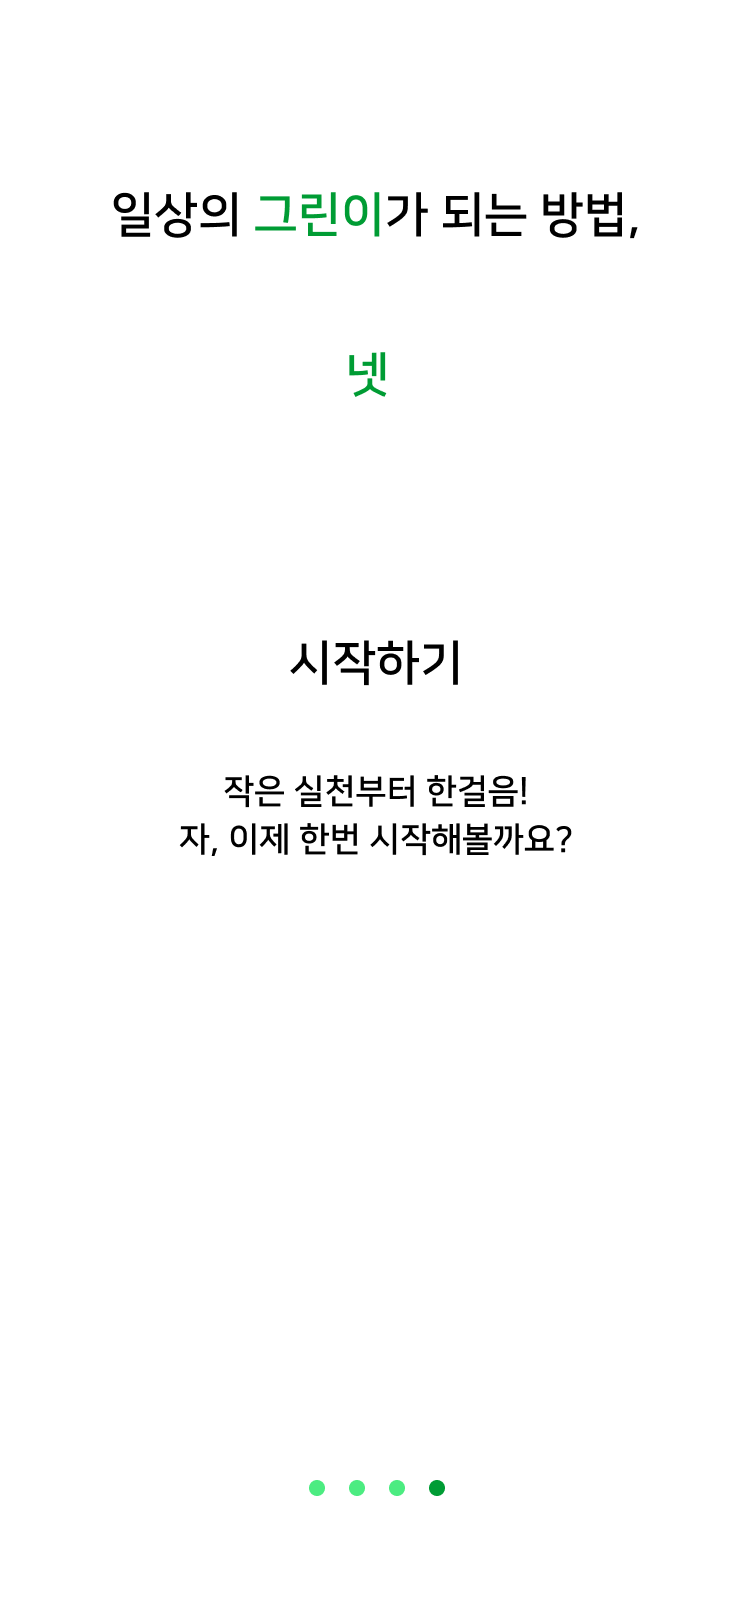 일상의 그린이가 되는 방법,
넷
시작하기
작은 실천부터 한걸음!
자, 이제 한번 시작해볼까요?